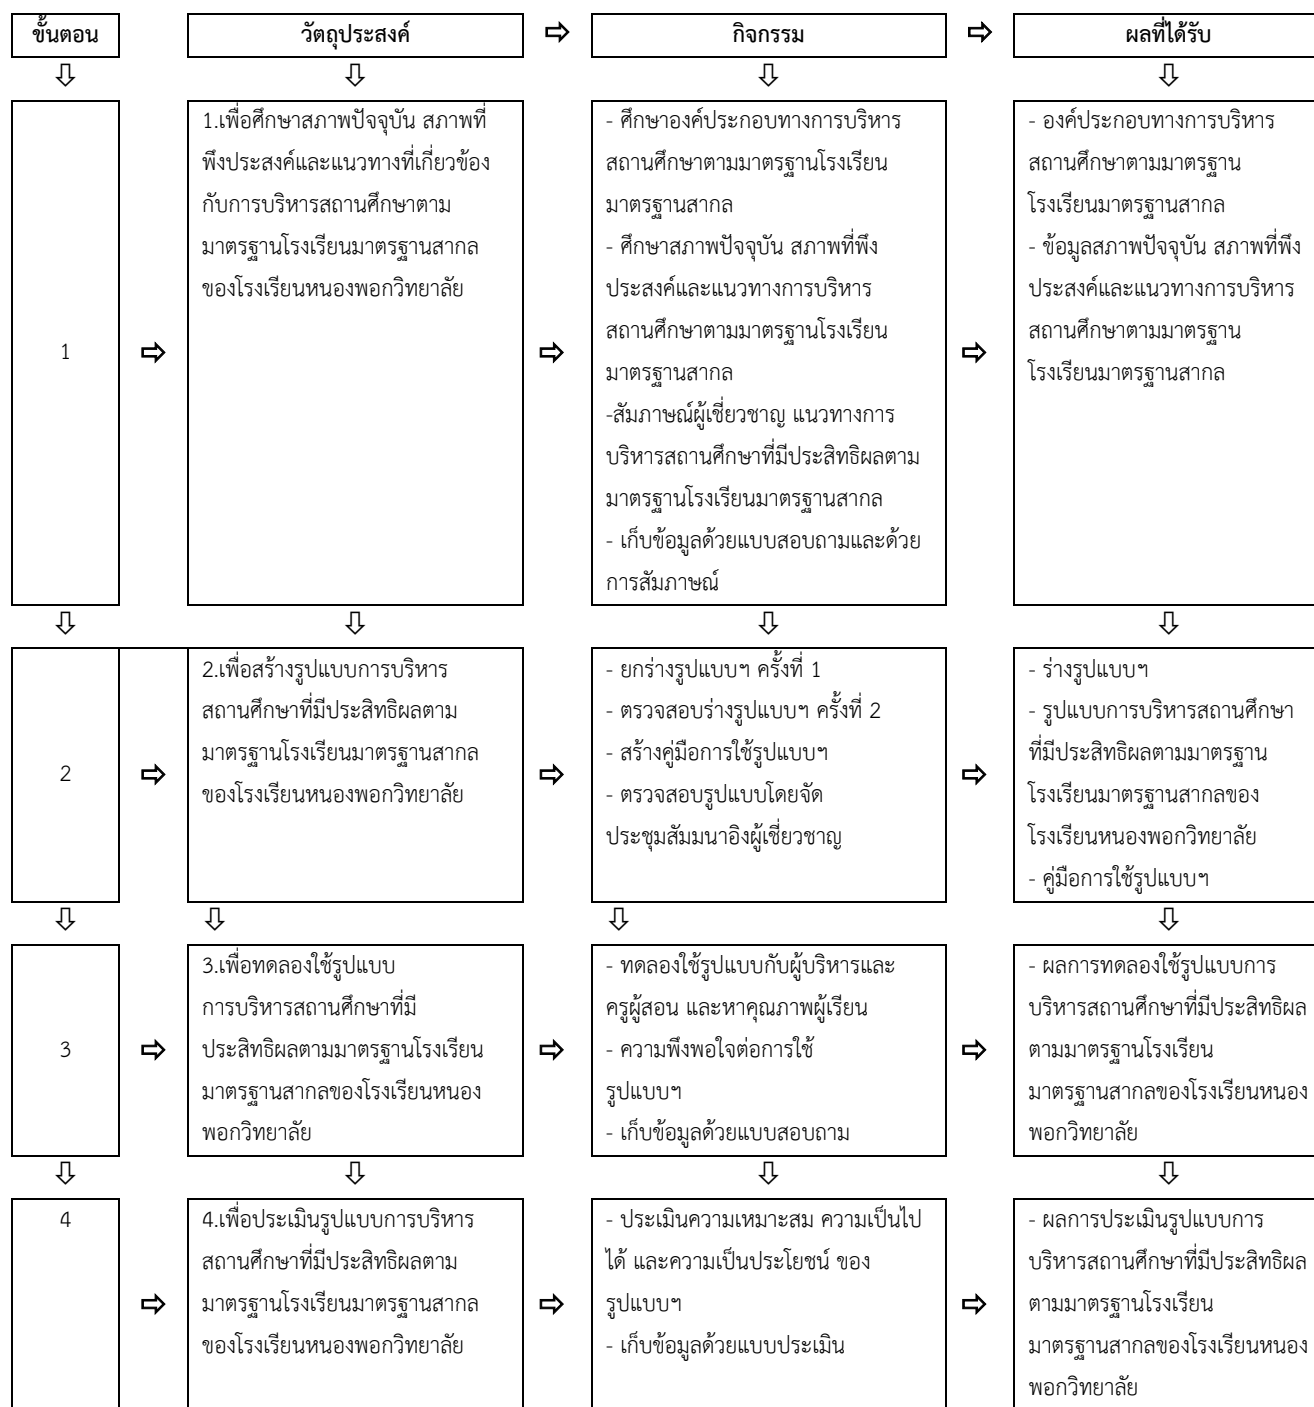 ขั้นตอน
วัตถุประสงค์
กิจกรรม
ผลที่ได้รับ
1
1.เพื่อศึกษาสภาพปัจจุบัน สภาพที่
พึงประสงค์และแนวทางที่เกี่ยวข้อง
กับการบริหารสถานศึกษาตาม
มาตรฐานโรงเรียนมาตรฐานสากล
ของโรงเรียนหนองพอกวิทยาลัย
- ศึกษาองค์ประกอบทางการบริหาร
สถานศึกษาตามมาตรฐานโรงเรียน
มาตรฐานสากล
- ศึกษาสภาพปัจจุบัน สภาพที่พึง
ประสงค์และแนวทางการบริหาร
สถานศึกษาตามมาตรฐานโรงเรียน
มาตรฐานสากล
-สัมภาษณ์ผู้เชี่ยวชาญ แนวทางการ
บริหารสถานศึกษาที่มีประสิทธิผลตาม
มาตรฐานโรงเรียนมาตรฐานสากล
- เก็บข้อมูลด้วยแบบสอบถามและด้วย
การสัมภาษณ์
- องค์ประกอบทางการบริหาร
สถานศึกษาตามมาตรฐาน
โรงเรียนมาตรฐานสากล
- ข้อมูลสภาพปัจจุบัน สภาพที่พึง
ประสงค์และแนวทางการบริหาร
สถานศึกษาตามมาตรฐาน
โรงเรียนมาตรฐานสากล
2
2.เพื่อสร้างรูปแบบการบริหาร
สถานศึกษาที่มีประสิทธิผลตาม
มาตรฐานโรงเรียนมาตรฐานสากล
ของโรงเรียนหนองพอกวิทยาลัย
- ยกร่างรูปแบบฯ ครั้งที่ 1
- ตรวจสอบร่างรูปแบบฯ ครั้งที่ 2
- สร้างคู่มือการใช้รูปแบบฯ
- ตรวจสอบรูปแบบโดยจัด
ประชุมสัมมนาอิงผู้เชี่ยวชาญ
- ร่างรูปแบบฯ
- รูปแบบการบริหารสถานศึกษา
ที่มีประสิทธิผลตามมาตรฐาน
โรงเรียนมาตรฐานสากลของ
โรงเรียนหนองพอกวิทยาลัย
- คู่มือการใช้รูปแบบฯ
3
3.เพื่อทดลองใช้รูปแบบ
การบริหารสถานศึกษาที่มี
ประสิทธิผลตามมาตรฐานโรงเรียน
มาตรฐานสากลของโรงเรียนหนอง
พอกวิทยาลัย
- ทดลองใช้รูปแบบกับผู้บริหารและ
ครูผู้สอน และหาคุณภาพผู้เรียน
- ความพึงพอใจต่อการใช้
รูปแบบฯ
- เก็บข้อมูลด้วยแบบสอบถาม
- ผลการทดลองใช้รูปแบบการ
บริหารสถานศึกษาที่มีประสิทธิผล
ตามมาตรฐานโรงเรียน
มาตรฐานสากลของโรงเรียนหนอง
พอกวิทยาลัย
4
4.เพื่อประเมินรูปแบบการบริหาร
สถานศึกษาที่มีประสิทธิผลตาม
มาตรฐานโรงเรียนมาตรฐานสากล
ของโรงเรียนหนองพอกวิทยาลัย
- ประเมินความเหมาะสม ความเป็นไป
ได้ และความเป็นประโยชน์ ของ
รูปแบบฯ
- เก็บข้อมูลด้วยแบบประเมิน
- ผลการประเมินรูปแบบการ
บริหารสถานศึกษาที่มีประสิทธิผล
ตามมาตรฐานโรงเรียน
มาตรฐานสากลของโรงเรียนหนอง
พอกวิทยาลัย